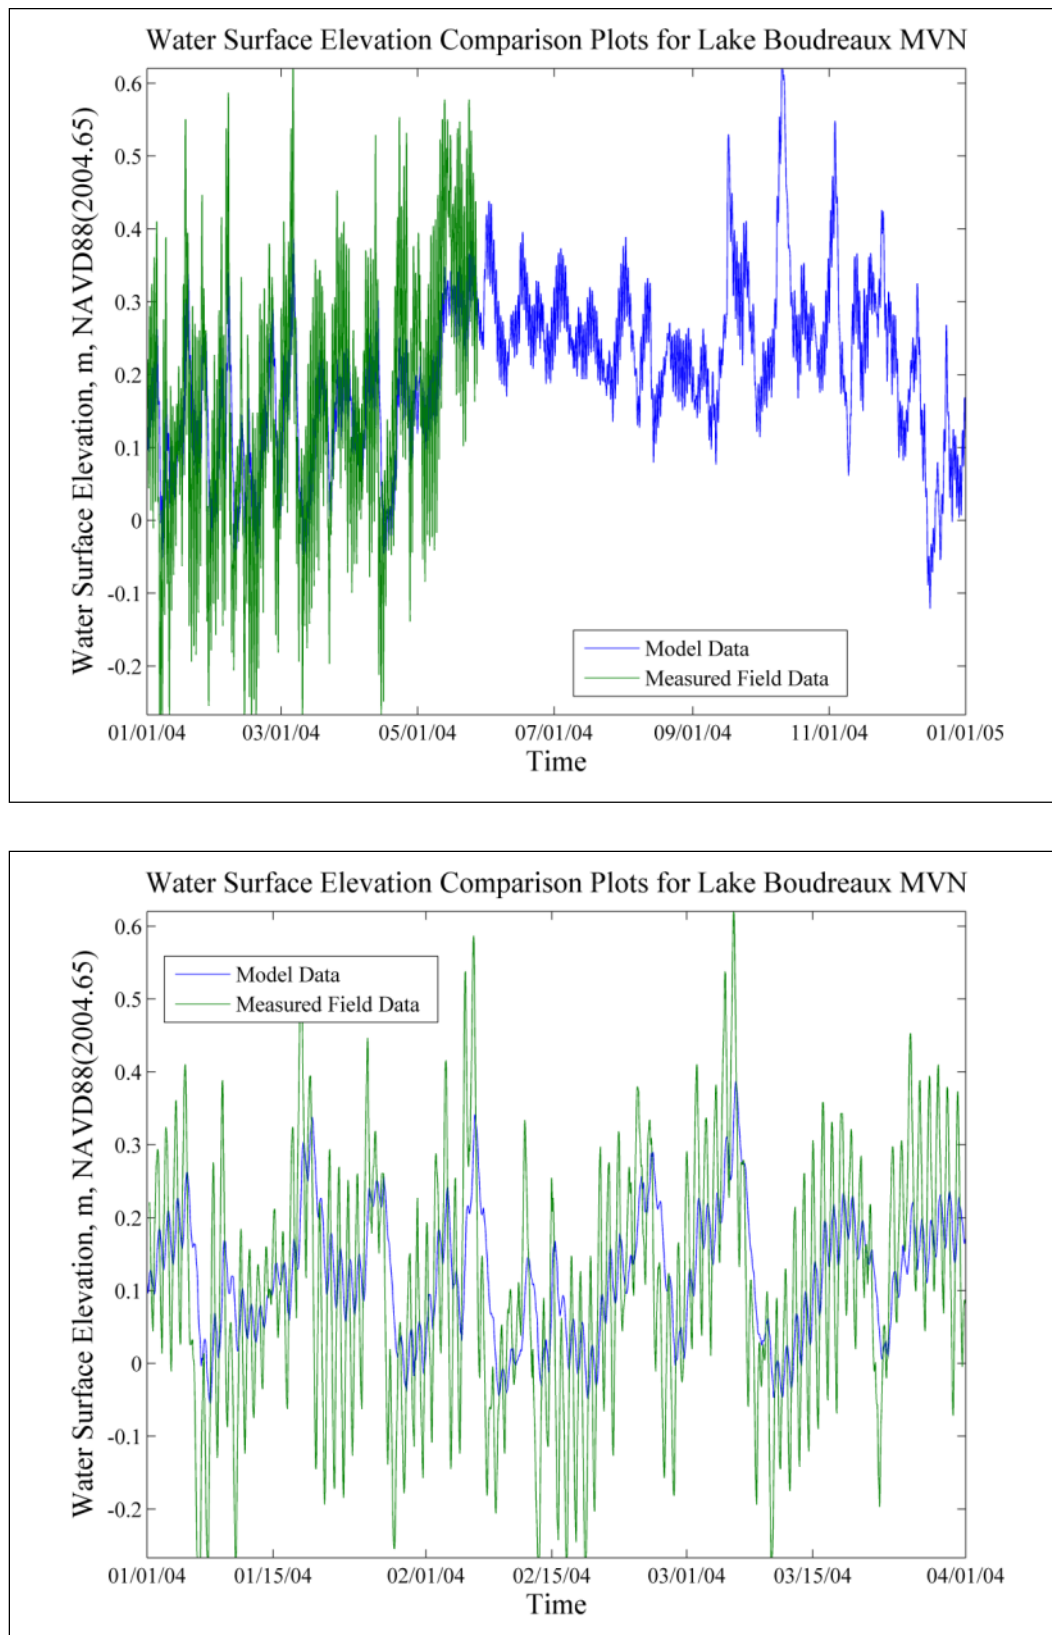 Water Surface Elevation Comparison Plots for Lake Boudreaux MVN
Water Surface Elevation, m, NAVD88(2004.65)
0.6
0.5
0.4
0.3
0.2
0.1
0
-0.1
-0.2
Model Data
Measured Field Data
01/01/04 03/01/04 05/01/04 07/01/04 09/01/04 11/01/04 01/01/05
Time
Water Surface Elevation Comparison Plots for Lake Boudreaux MVN
Water Surface Elevation, m, NAVD88(2004.65)
0.6
0.5
0.4
0.3
0.2
0.1
0
-0.1
-0.2
Model Data
Measured Field Data
01/01/04 01/15/04 02/01/04 02/15/04 03/01/04 03/15/04 04/01/04
Time